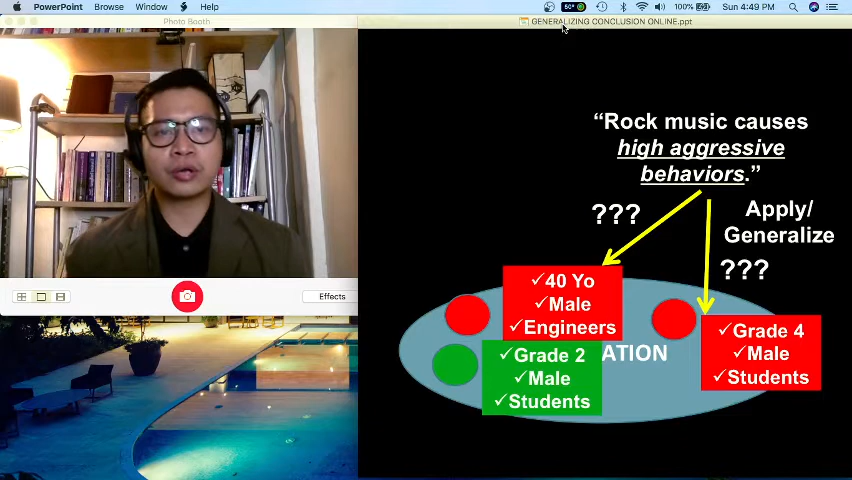 PowerPoint Browse Window Help
50°
100%
Sun 4:49 PM
Photo Booth
GENERALIZING CONCLUSION ONLINE.ppt
“Rock music causes
high aggressive
behaviors.”
???
Apply/
Generalize
???
✓40 Yo
✓Male
✓Engineers
✓Grade 2
✓Male
✓Students
ATION
✓Grade 4
✓Male
✓Students
Effects